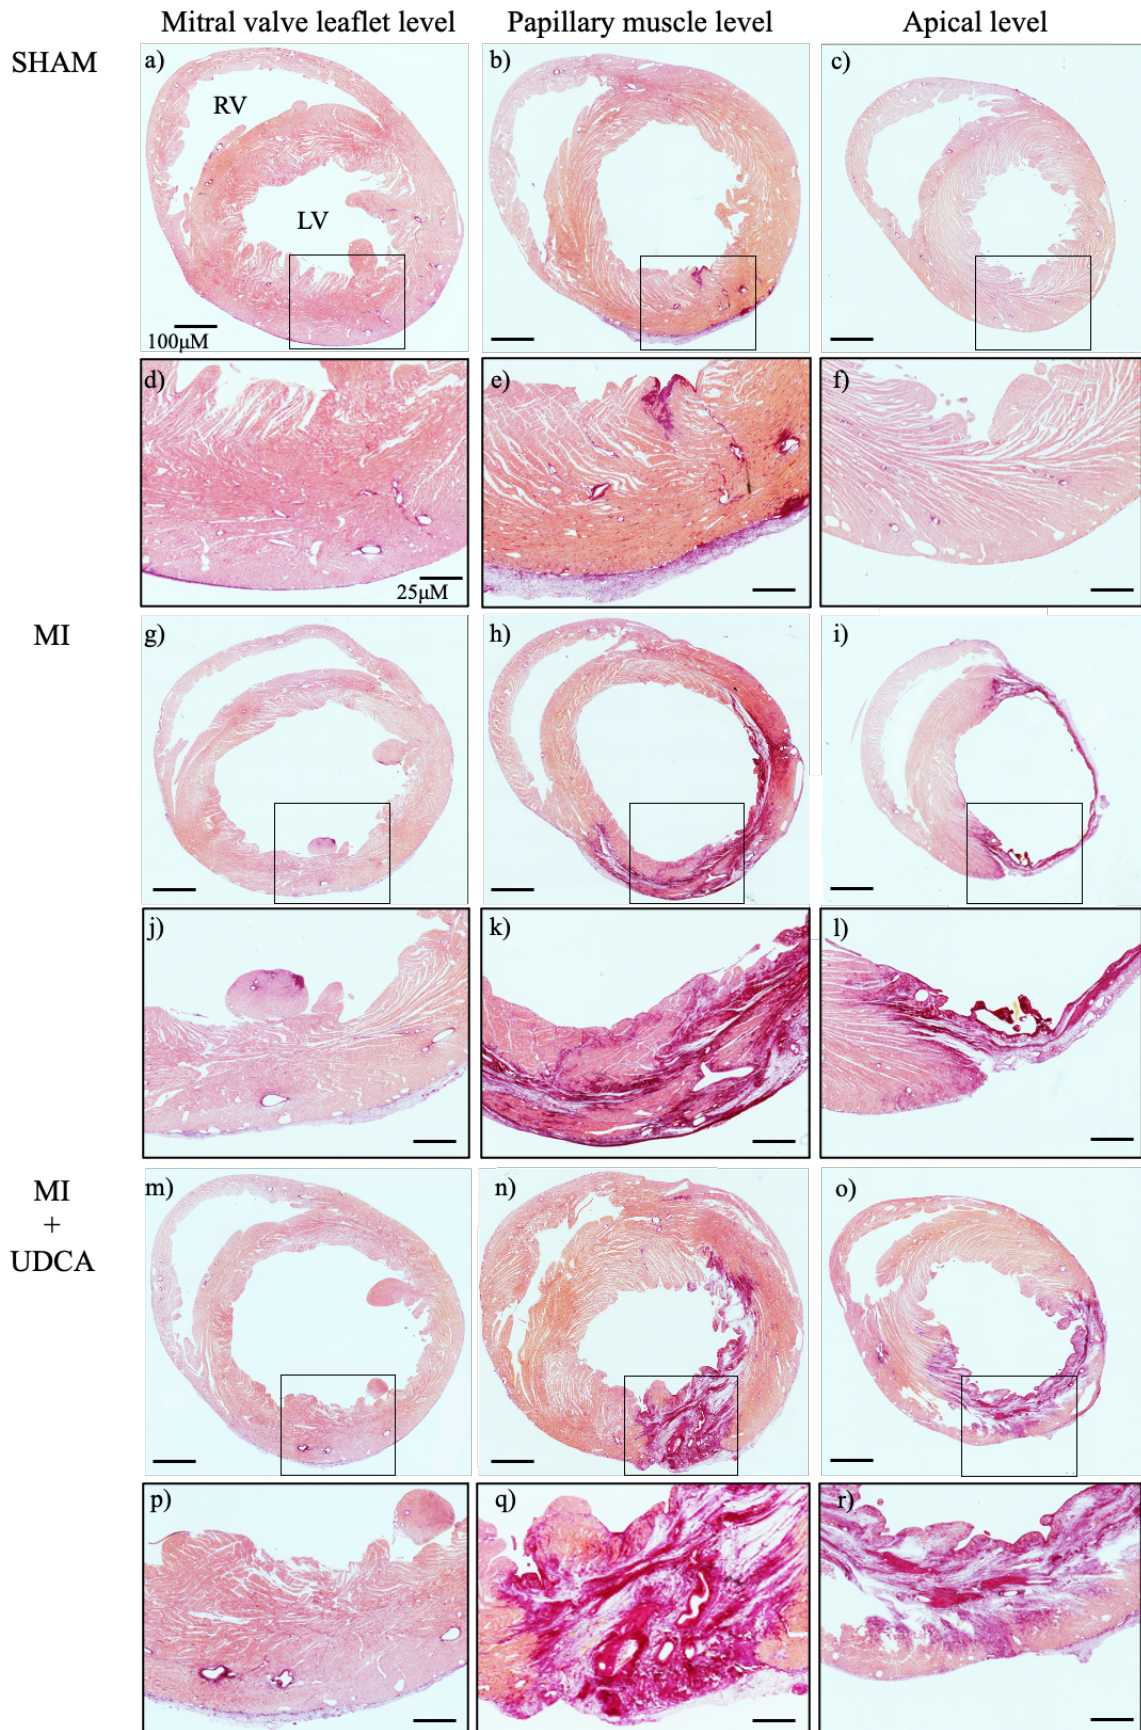 Mitral valve leaflet level Papillary muscle level Apical level
SHAM
a) b) c)
RV
LV
100μM
d) e) f)
25μM
MI
g) h) i)
j) k) l)
MI
+
UDCA
m) n) o)
p) q) r)